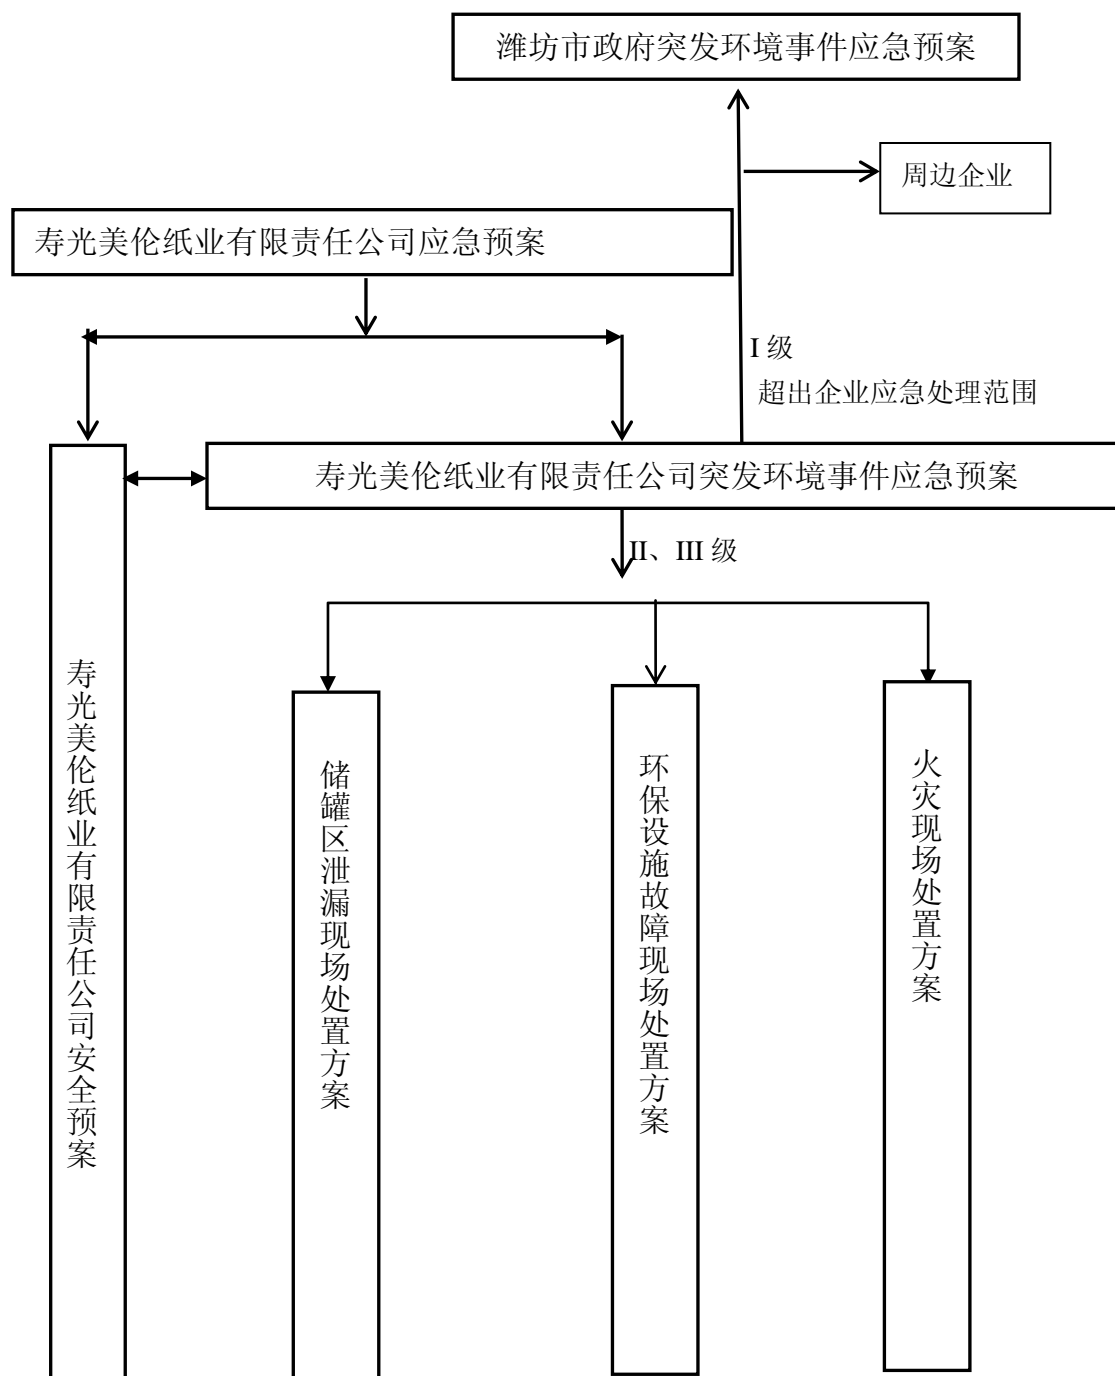 潍坊市政府突发环境事件应急预案
周边企业
寿光美伦纸业有限责任公司应急预案
I 级
超出企业应急处理范围
寿光美伦纸业有限责任公司突发环境事件应急预案
II、III 级
寿光美伦纸业有限责任公司安全预案
储罐区泄漏现场处置方案
环保设施故障现场处置方案
火灾现场处置方案